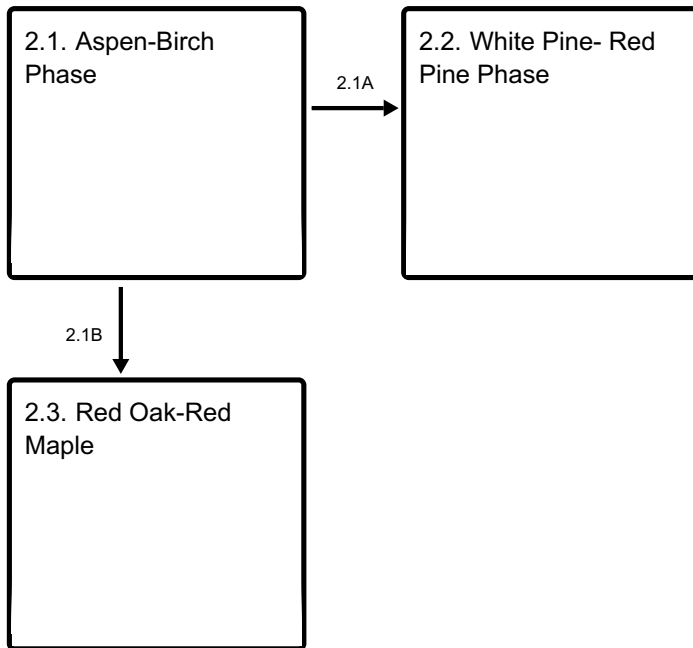 2.1. Aspen-Birch
Phase
2.1A
2.2. White Pine- Red
Pine Phase
2.1B
2.3. Red Oak-Red
Maple